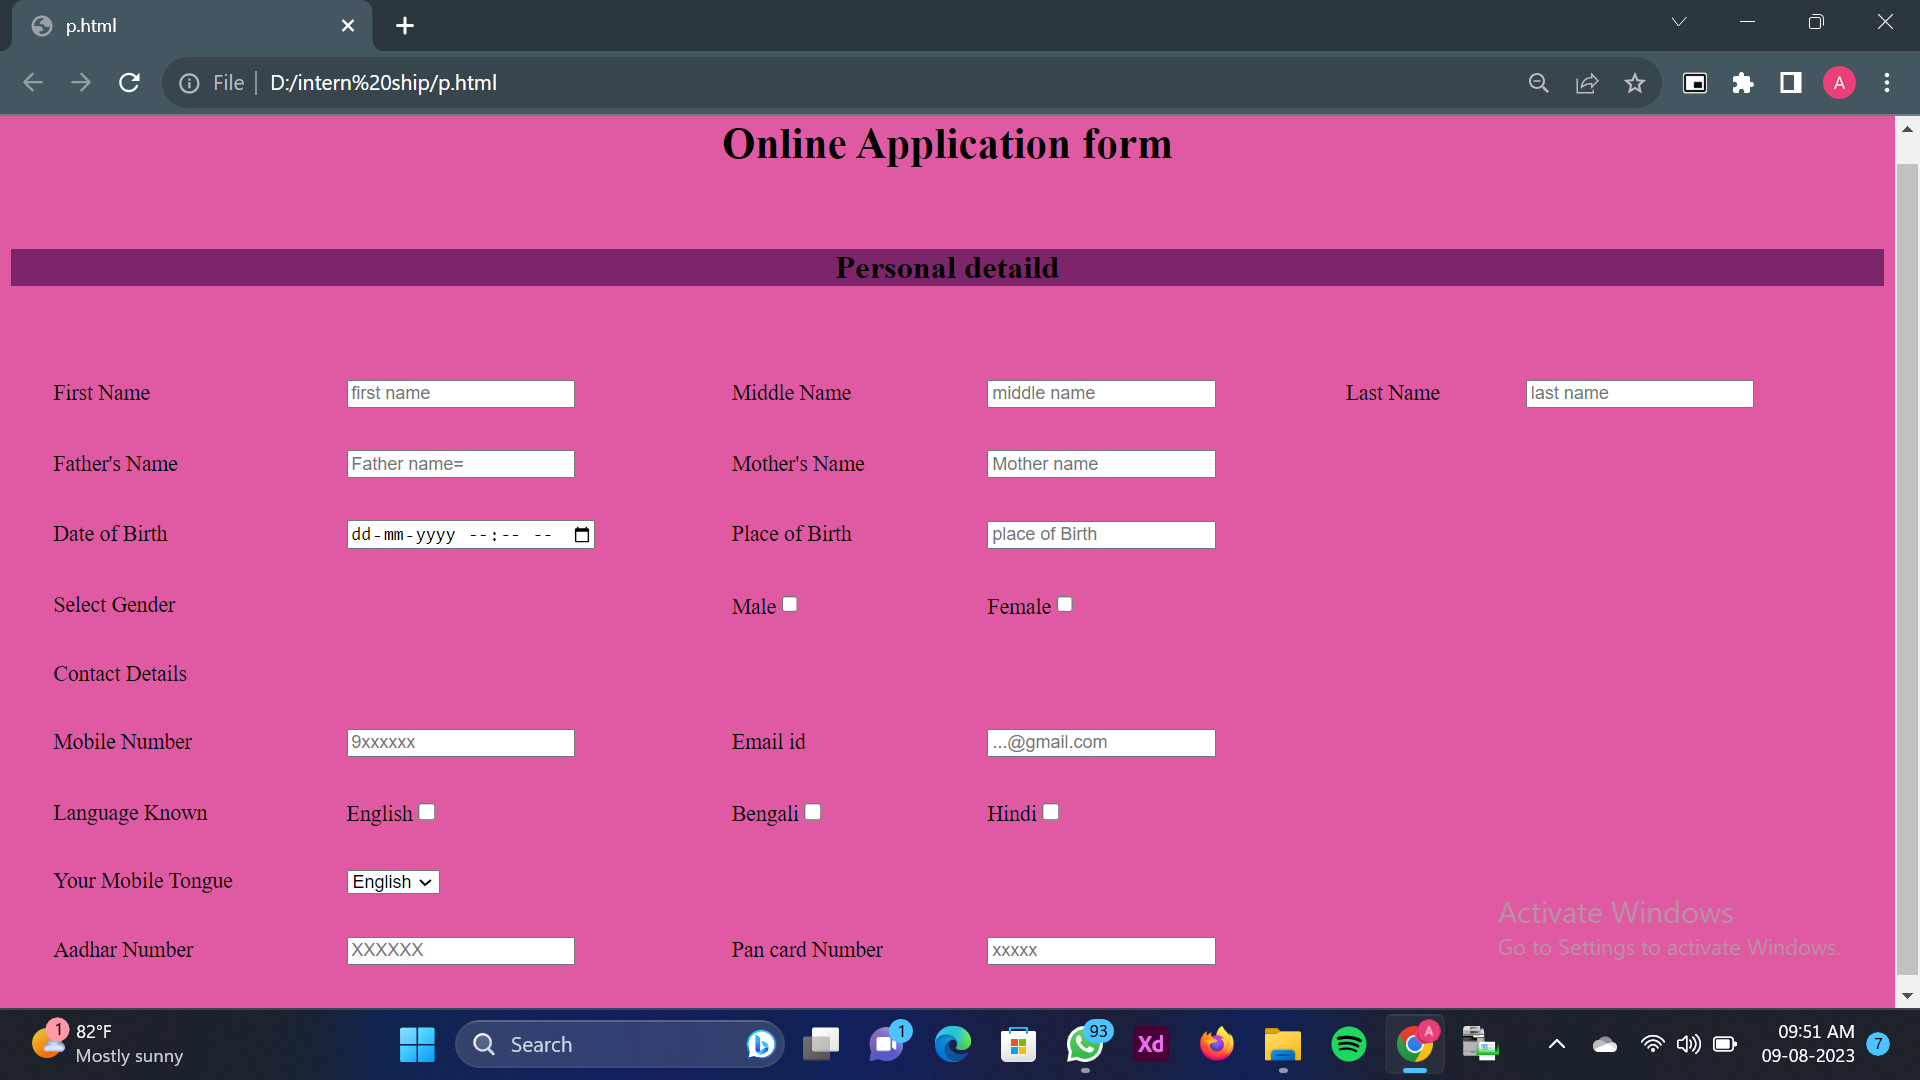 p.html
File D:/intern%20ship/p.html A
Online Application form
Personal detaild
First Name first name Middle Name middle name Last Name last name
Father's Name Father name= Mother's Name Mother name
Date of Birth dd-mm-yyyy --:-- -- Place of Birth place of Birth
Select Gender Male Female
Contact Details
Mobile Number 9xxxxxx Email id ...@gmail.com
Language Known English Bengali Hindi
Your Mobile Tongue English
Aadhar Number XXXXXX Pan card Number xxxxx
Activate Windows
Go to Settings to activate Windows.
1 82°F Search 1 93 Xd A 09:51 AM
Mostly sunny 09-08-2023 7